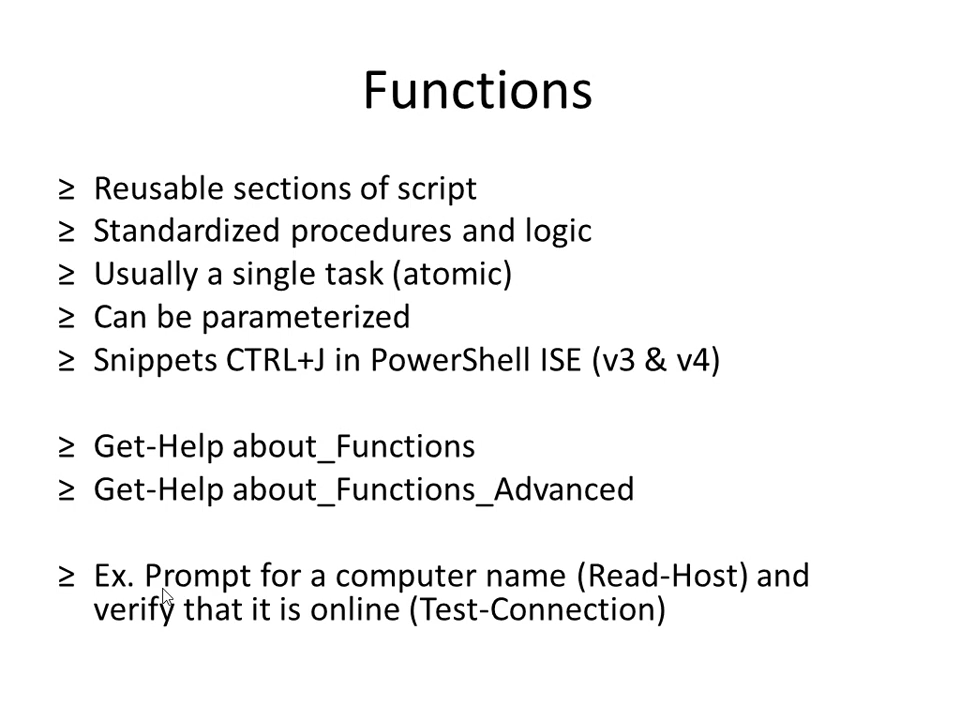 Functions
≥ Reusable sections of script
≥ Standardized procedures and logic
≥ Usually a single task (atomic)
≥ Can be parameterized
≥ Snippets CTRL+J in PowerShell ISE (v3 & v4)
≥ Get-Help about_Functions
≥ Get-Help about_Functions_Advanced
≥ Ex. Prompt for a computer name (Read-Host) and
verify that it is online (Test-Connection)